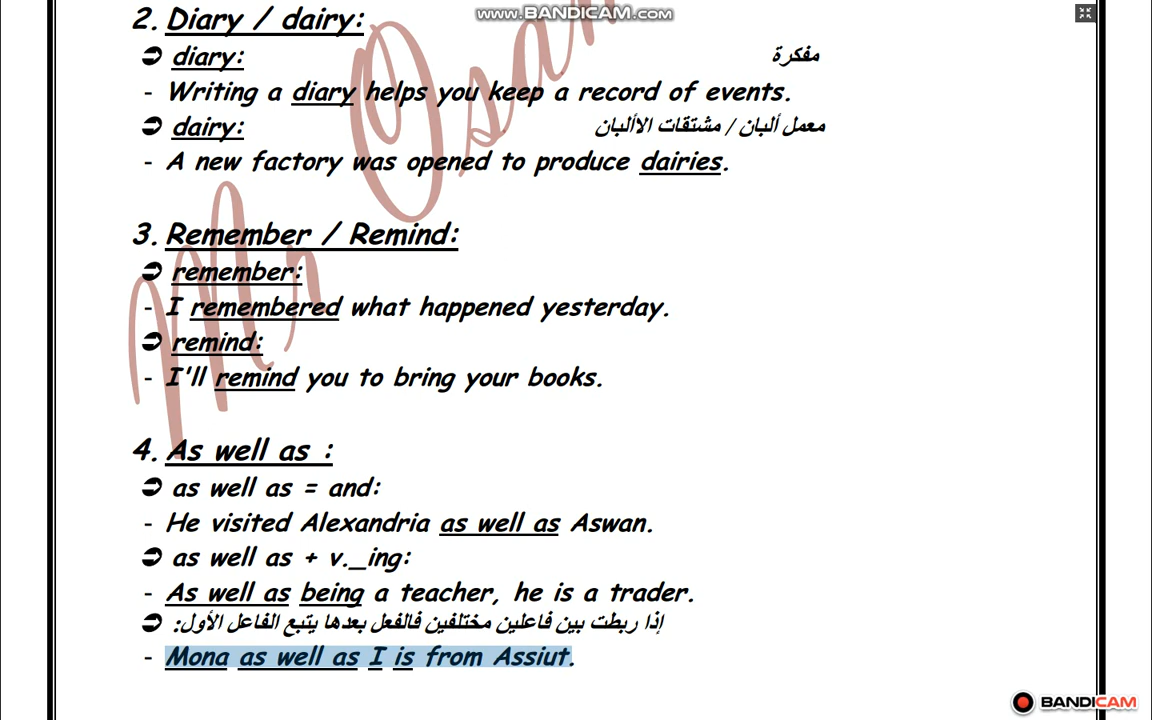 www.BANDICAM.com
2. Diary / dairy:
➲ diary: مفكرة
- Writing a diary helps you keep a record of events.
➲ dairy: معمل ألبان / مشتقات الاألبان
- A new factory was opened to produce dairies.
3. Remember / Remind:
➲ remember:
- I remembered what happened yesterday.
➲ remind:
- I'll remind you to bring your books.
4. As well as :
➲ as well as = and:
- He visited Alexandria as well as Aswan.
➲ as well as + v._ing:
- As well as being a teacher, he is a trader.
➲ إذا ربطت بين فاعلين مختلفين فالفعل بعدها يتبع الفاعل الأول:
- Mona as well as I is from Assiut.
Mr Osam
BANDICAM